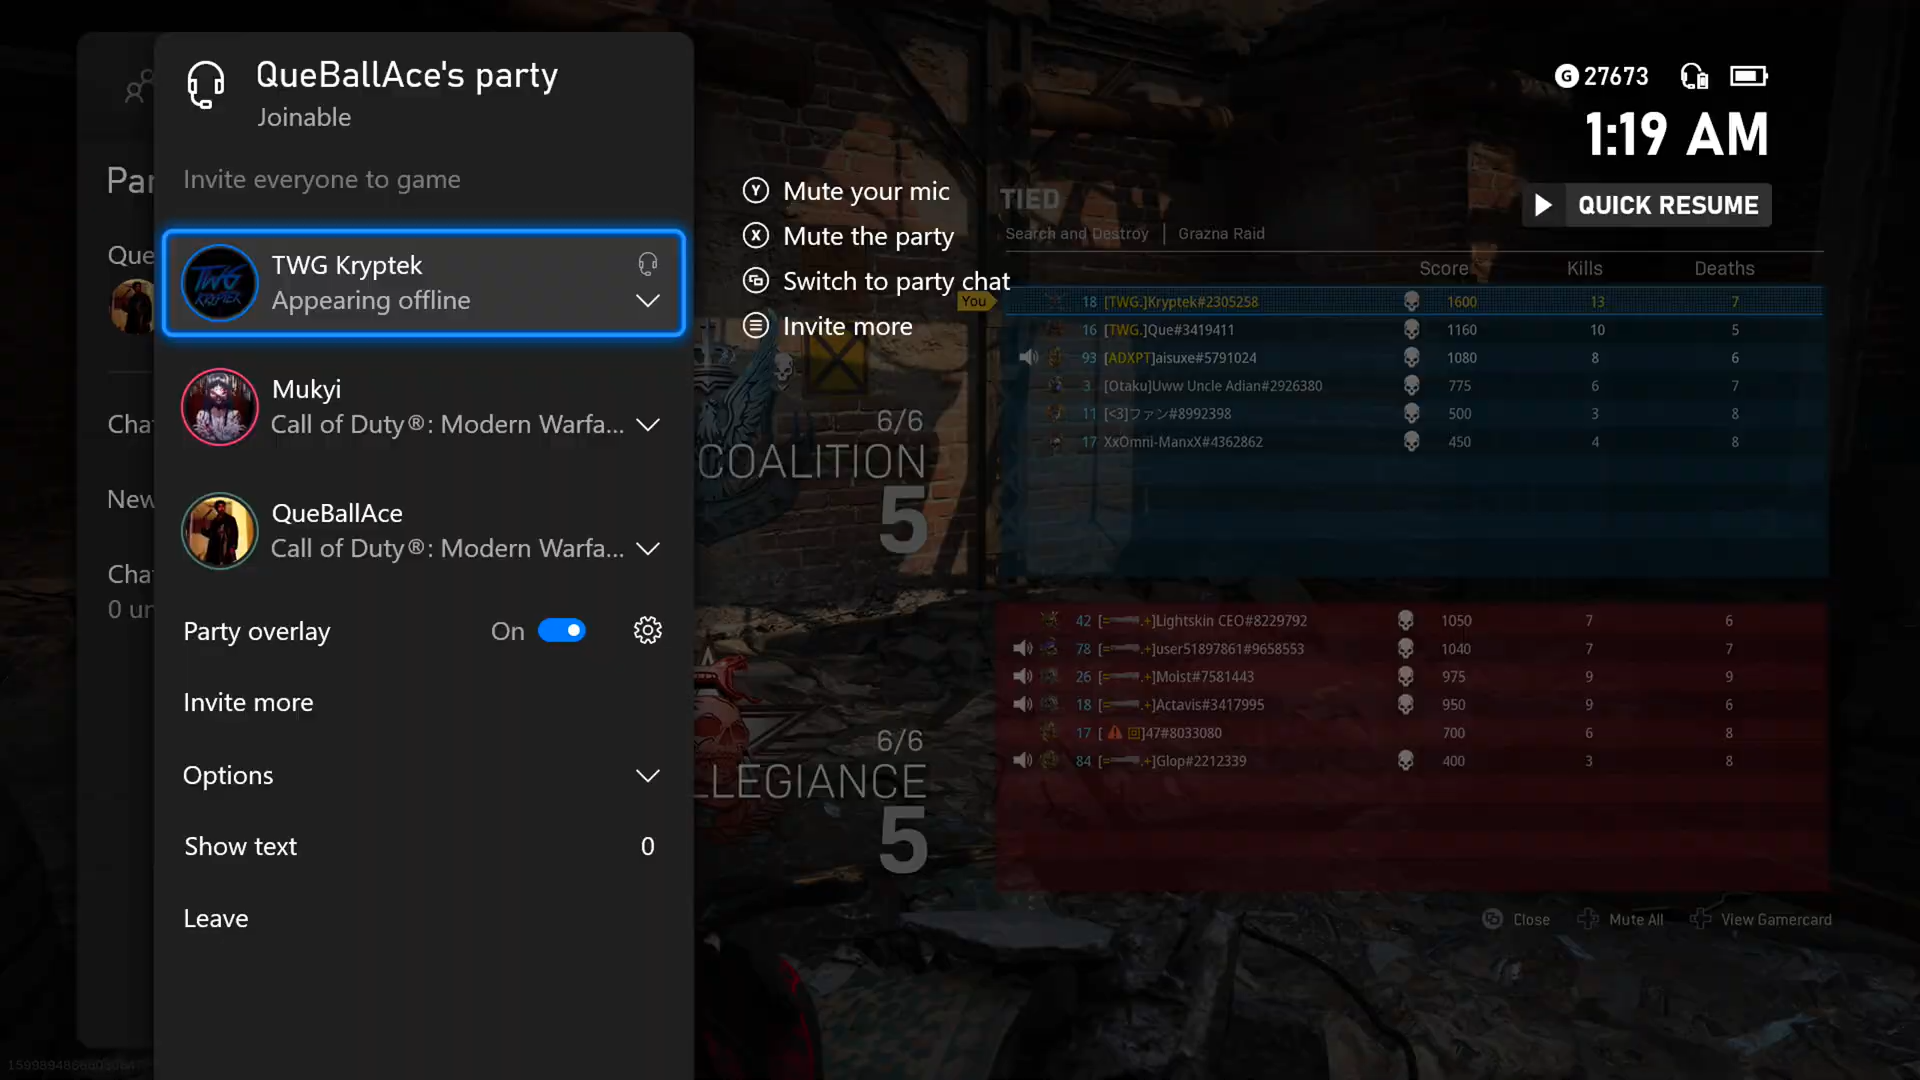 QueBallAce's party
Joinable
Invite everyone to game
TWG Kryptek
Appearing offline
Mukyi
Call of Duty®: Modern Warfa...
QueBallAce
Call of Duty®: Modern Warfa...
Party overlay On
Invite more
Options
Show text 0
Leave
Par
Que
Cha
New
Cha
0 un
Y Mute your mic
X Mute the party
Switch to party chat
Invite more
G 27673
1:19 AM
QUICK RESUME
TIED
Search and Destroy | Grazna Raid
Score Kills Deaths
You 18 [TWG.]Kryptek#2305258 1600 13 7
16 [TWG.]Que#3419411 1160 10 5
93 [ADXPT]aisuxe#5791024 1080 8 6
3 [Otaku]Uww Uncle Adian#2926380 775 6 7
11 [<3]ファン#8992398 500 3 8
17 XxOmni-ManxX#4362862 450 4 8
6/6
COALITION
5
42 Lightskin CEO#8229792 1050 7 6
78 user51897861#9658553 1040 7 7
26 Moist#7581443 975 9 9
18 Actavis#3417995 950 9 6
17 47#8033080 700 6 8
84 Glop#2212339 400 3 8
6/6
LLEGIANCE
5
Close Mute All View Gamercard